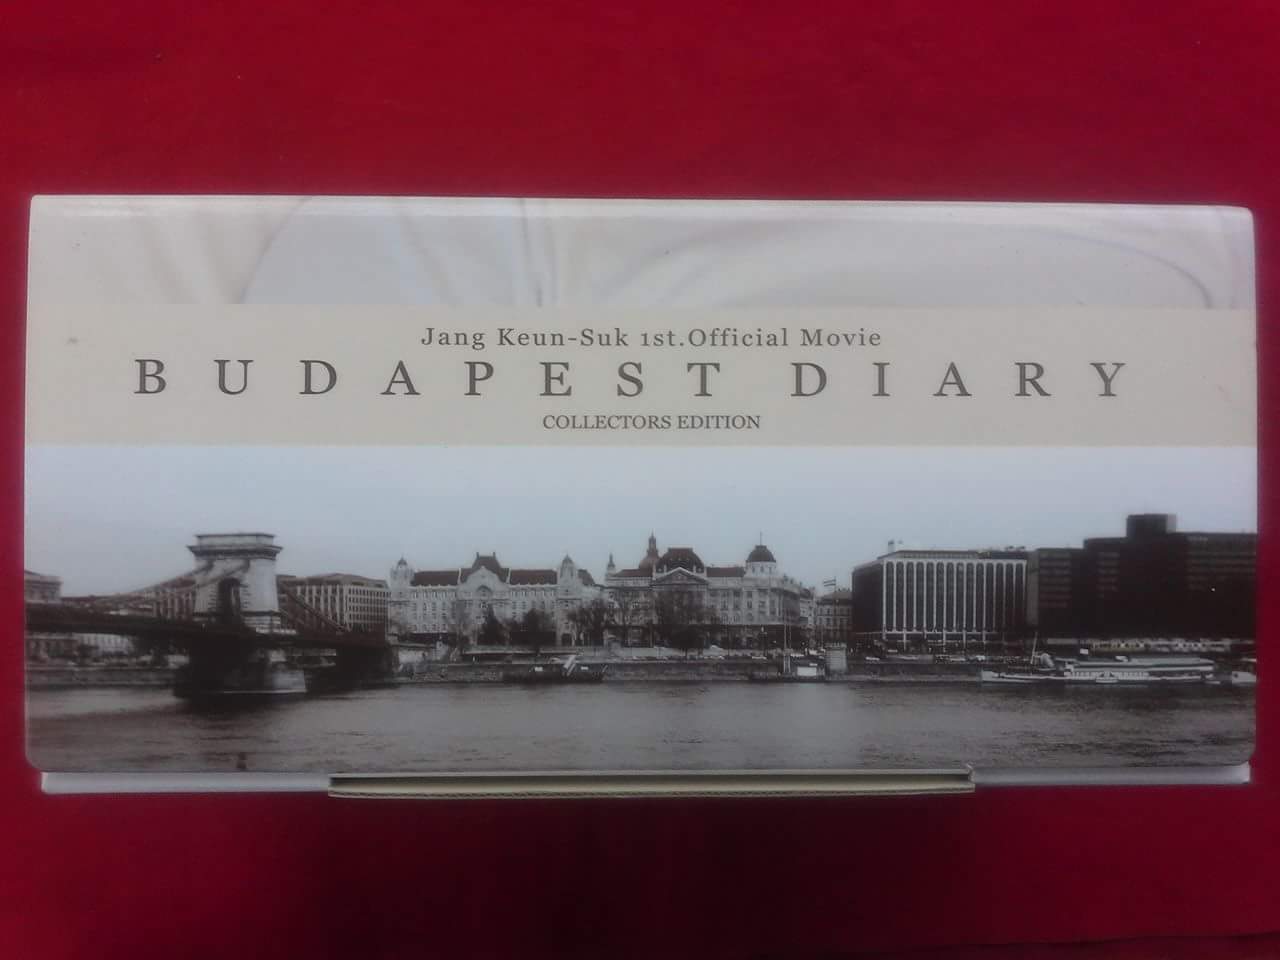 Jang Keun-Suk 1st.Official Movie
BUDAPEST DIARY
COLLECTORS EDITION